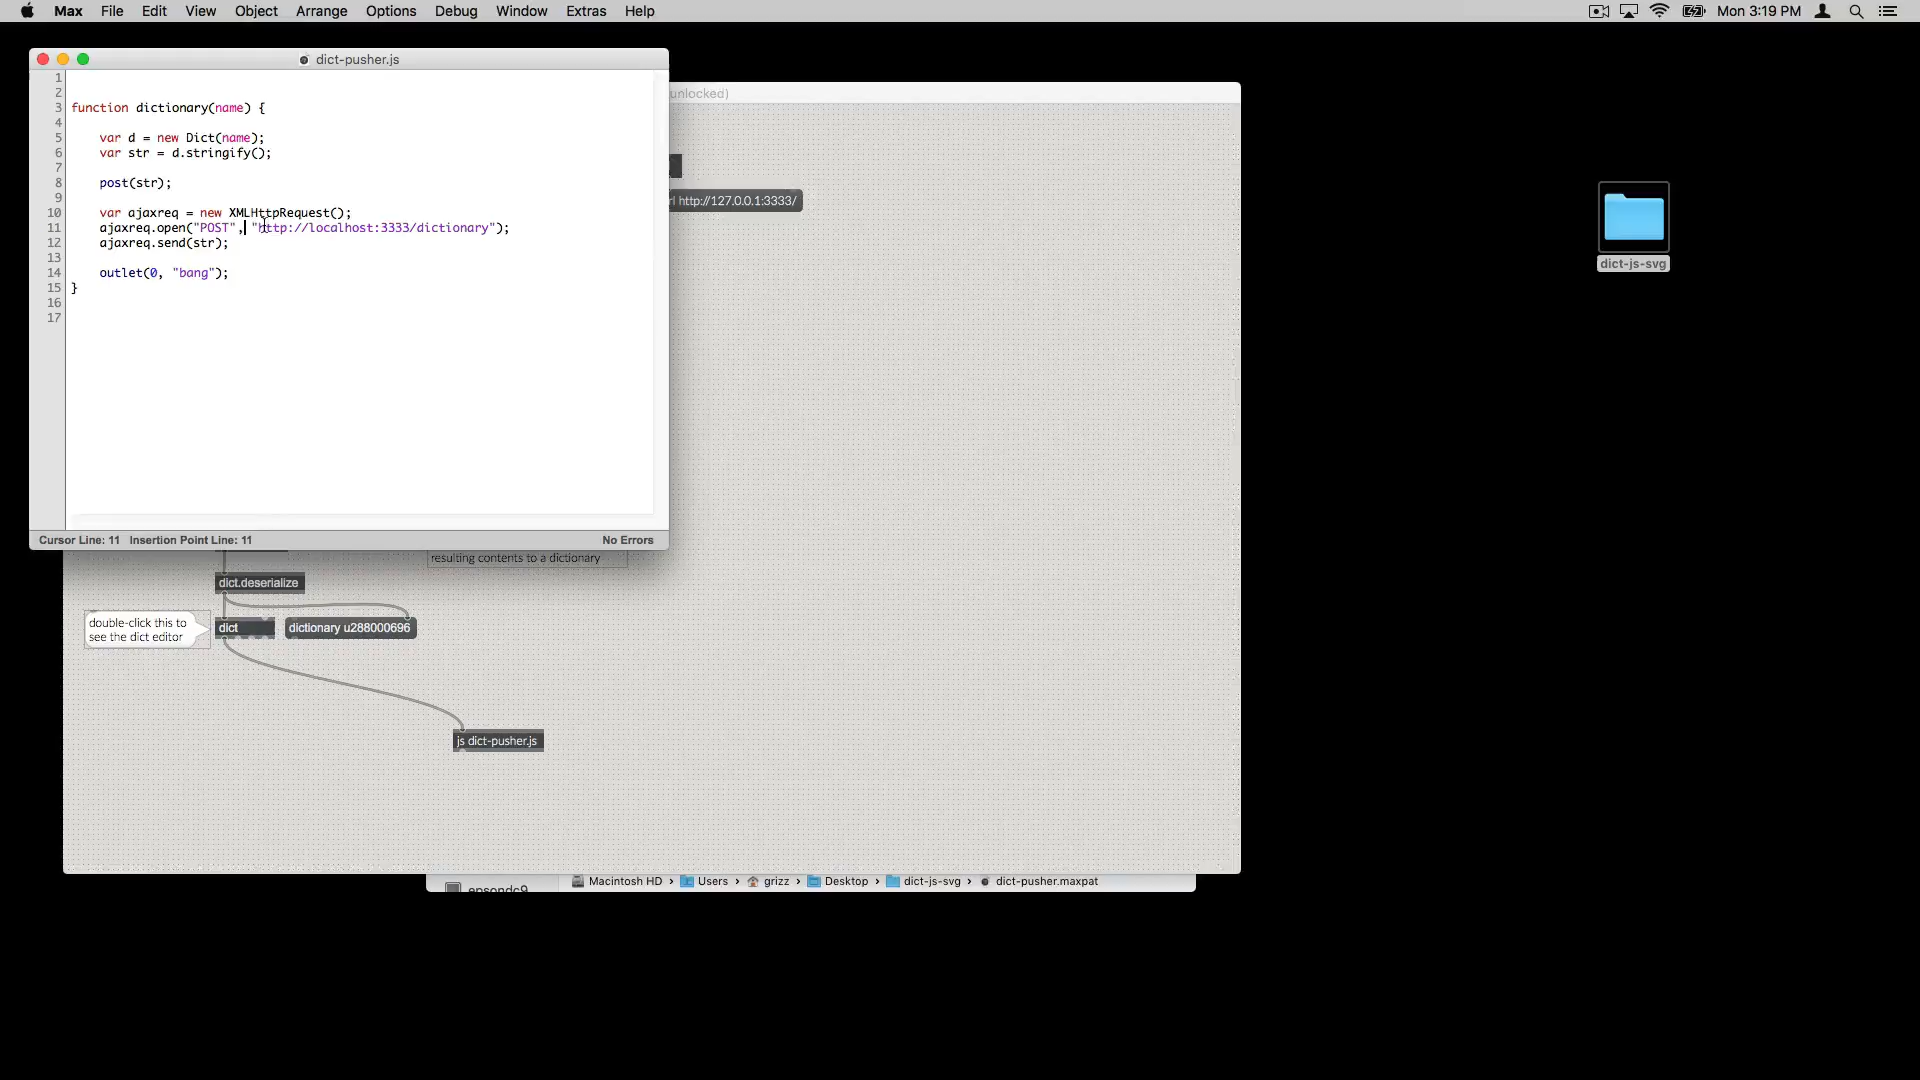 Max File Edit View Object Arrange Options Debug Window Extras Help
Mon 3:19 PM
dict-pusher.js
1
2
3 function dictionary(name) {
4
5 var d = new Dict(name);
6 var str = d.stringify();
7
8 post(str);
9
10 var ajaxreq = new XMLHttpRequest();
11 ajaxreq.open("POST", "http://localhost:3333/dictionary");
12 ajaxreq.send(str);
13
14 outlet(0, "bang");
15 }
16
17
Cursor Line: 11 Insertion Point Line: 11 No Errors
unlocked)
http://127.0.0.1:3333/
dict-js-svg
resulting contents to a dictionary
dict.deserialize
double-click this to
see the dict editor
dict
dictionary u288000696
js dict-pusher.js
Macintosh HD › Users › grizz › Desktop › dict-js-svg › dict-pusher.maxpat